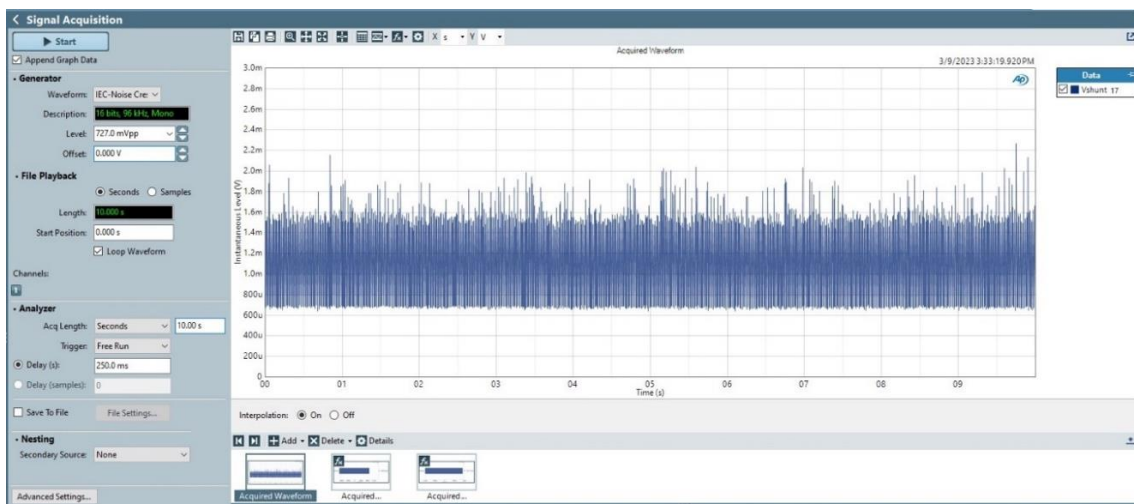 Signal Acquisition
Start
Append Graph Data
Generator
Waveform: IEC-Noise Cre
Description: 16 bits, 96 kHz, Mono
Level: 727.0 mVpp
Offset: 0.000 V
File Playback
Seconds Samples
Length: 10.000 s
Start Position: 0.000 s
Loop Waveform
Channels:
1
Analyzer
Acq Length: Seconds 10.00 s
Trigger: Free Run
Delay (s): 250.0 ms
Delay (samples): 0
Save To File File Settings...
Nesting
Secondary Source: None
Advanced Settings...
X s Y V
Acquired Waveform
3/9/2023 3:33:19.920 PM
AP
Instantaneous Level (V)
3.0m
2.8m
2.6m
2.4m
2.2m
2.0m
1.8m
1.6m
1.4m
1.2m
1.0m
800u
600u
400u
200u
00 01 02 03 04 05 06 07 08 09
Time (s)
Data
Vshunt 17
Interpolation: On Off
Add Delete Details
Acquired Waveform
Acquired...
Acquired...